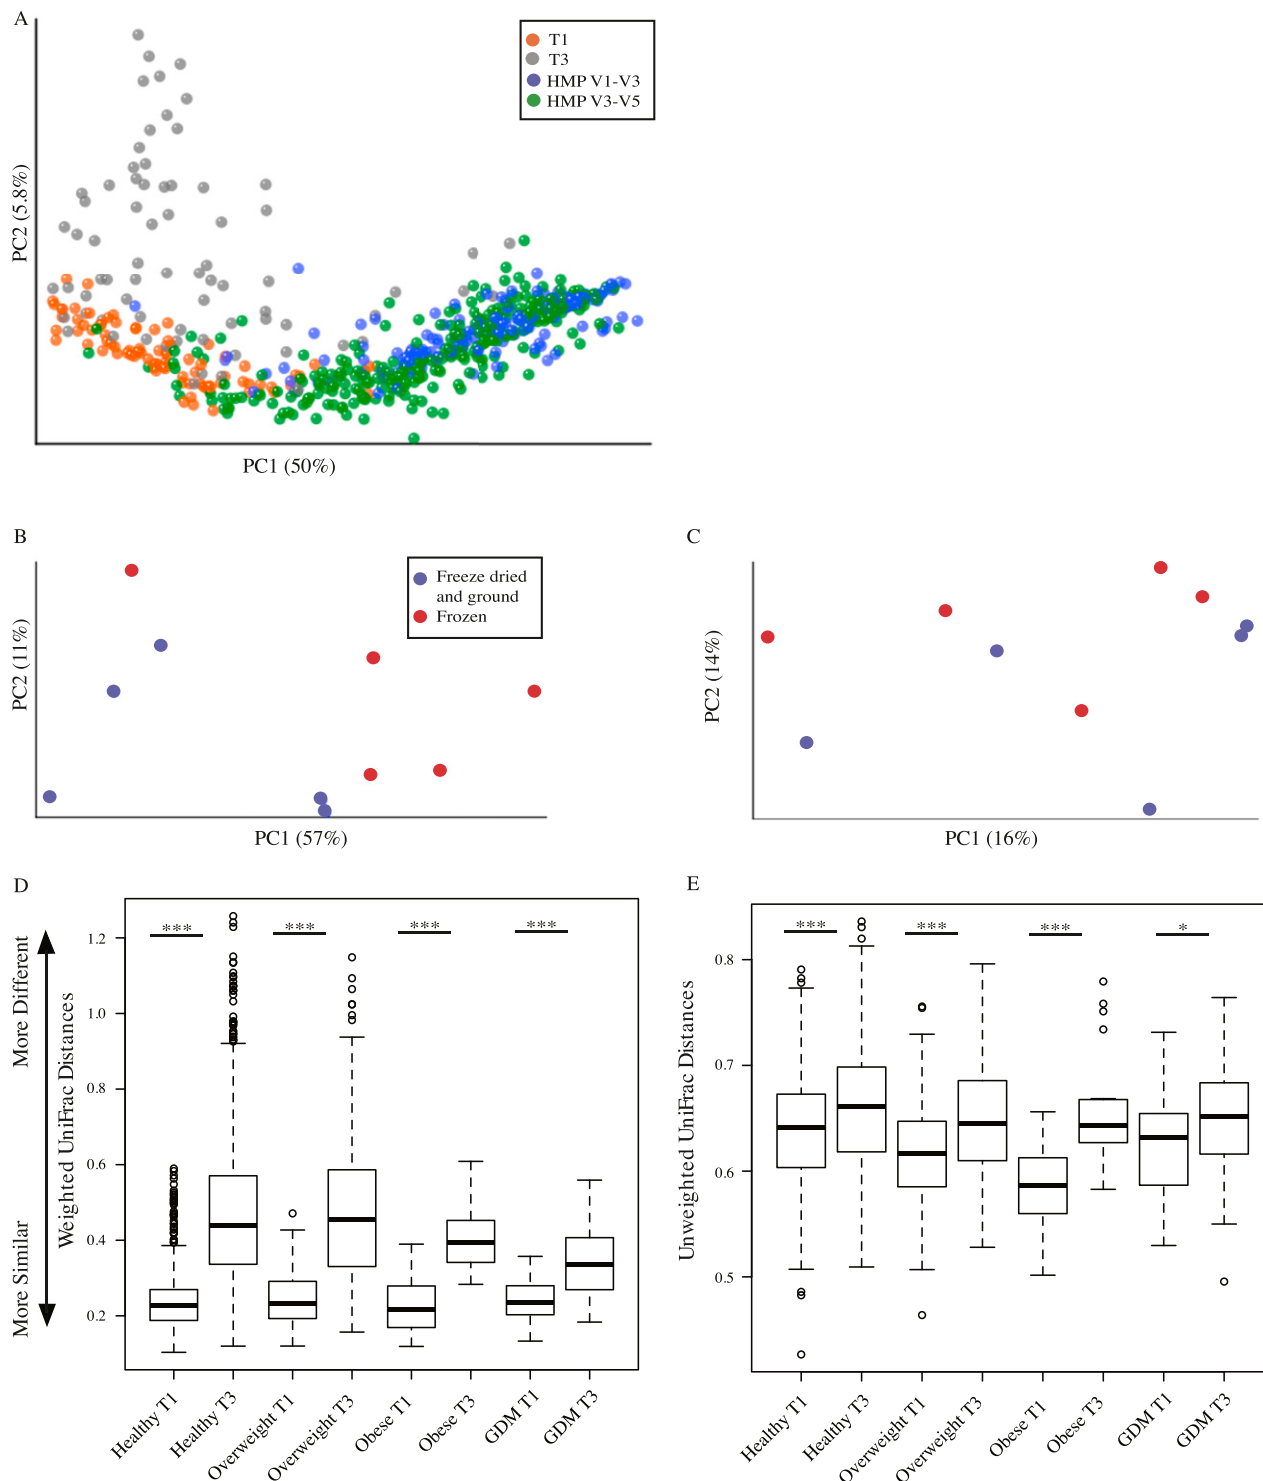 A
T1
T3
HMP V1-V3
HMP V3-V5
PC2 (5.8%)
PC1 (50%)
B
Freeze dried
and ground
Frozen
PC2 (11%)
PC1 (57%)
C
PC2 (14%)
PC1 (16%)
D
More Different
More Similar
Weighted UniFrac Distances
1.2
1.0
0.8
0.6
0.4
0.2
***
***
***
***
Healthy T1
Healthy T3
Overweight T1
Overweight T3
Obese T1
Obese T3
GDM T1
GDM T3
E
Unweighted UniFrac Distances
0.8
0.7
0.6
0.5
***
***
***
*
Healthy T1
Healthy T3
Overweight T1
Overweight T3
Obese T1
Obese T3
GDM T1
GDM T3